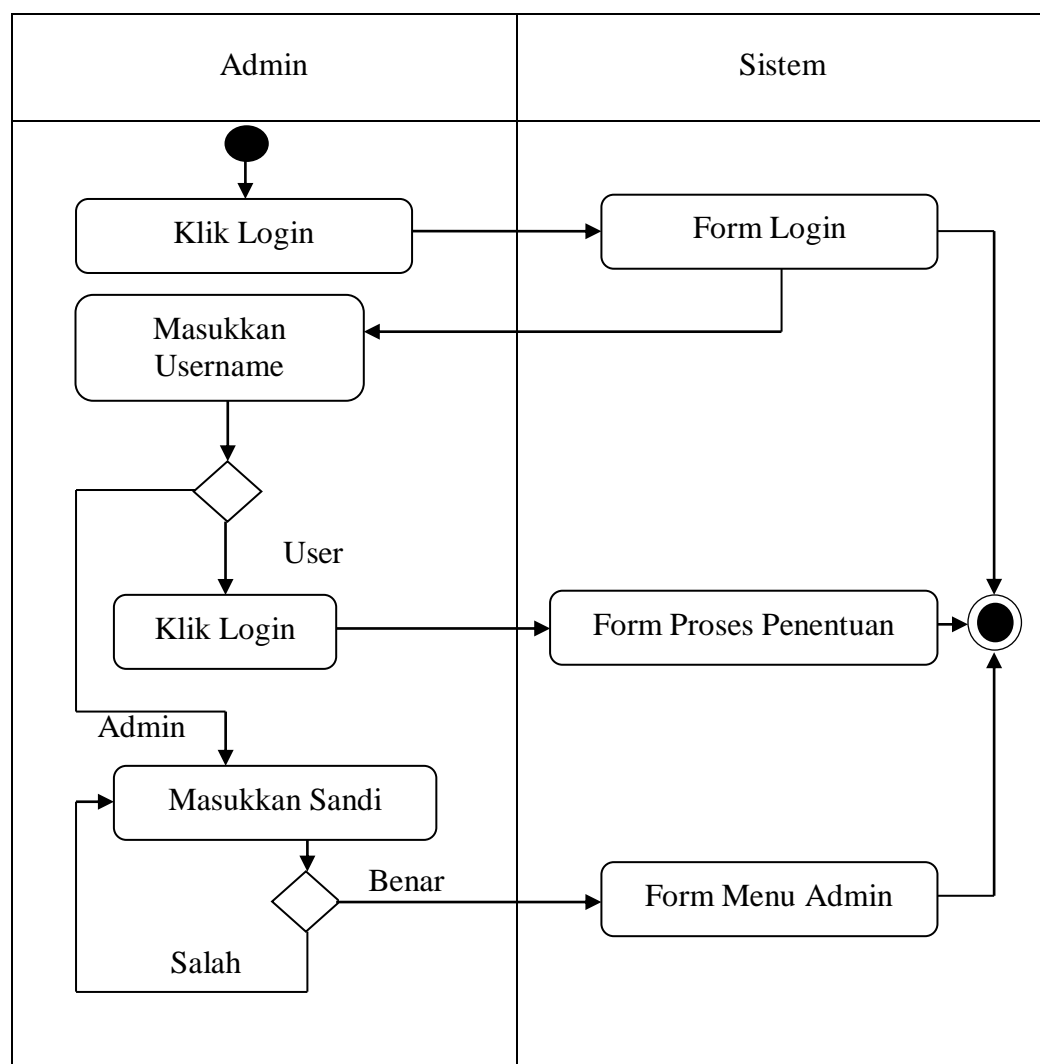 Admin
Sistem
Klik Login
Form Login
Masukkan
Username
User
Klik Login
Form Proses Penentuan
Admin
Masukkan Sandi
Benar
Form Menu Admin
Salah